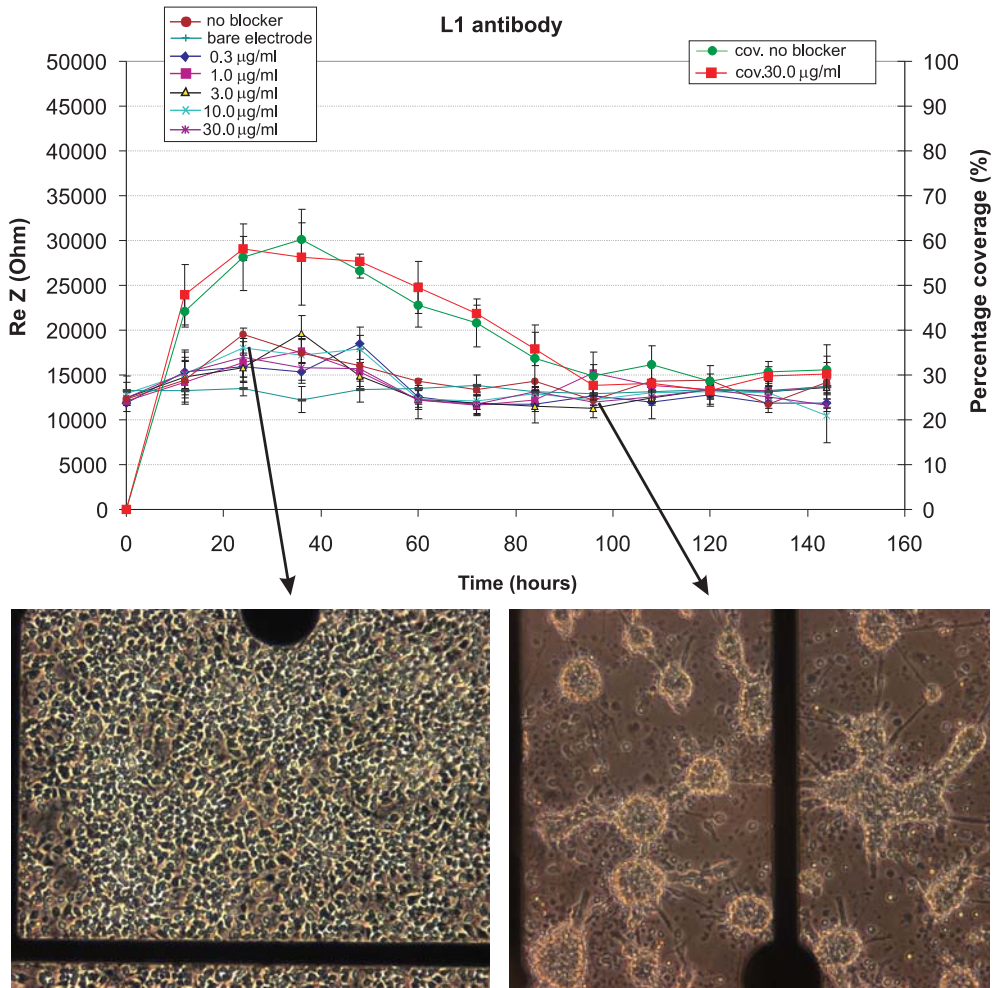 L1 antibody
no blocker
bare electrode
0.3 μg/ml
1.0 μg/ml
3.0 μg/ml
10.0 μg/ml
30.0 μg/ml
cov. no blocker
cov.30.0 μg/ml
Re Z (Ohm)
50000
45000
40000
35000
30000
25000
20000
15000
10000
5000
0
Percentage coverage (%)
100
90
80
70
60
50
40
30
20
10
0
0 20 40 60 80 100 120 140 160
Time (hours)